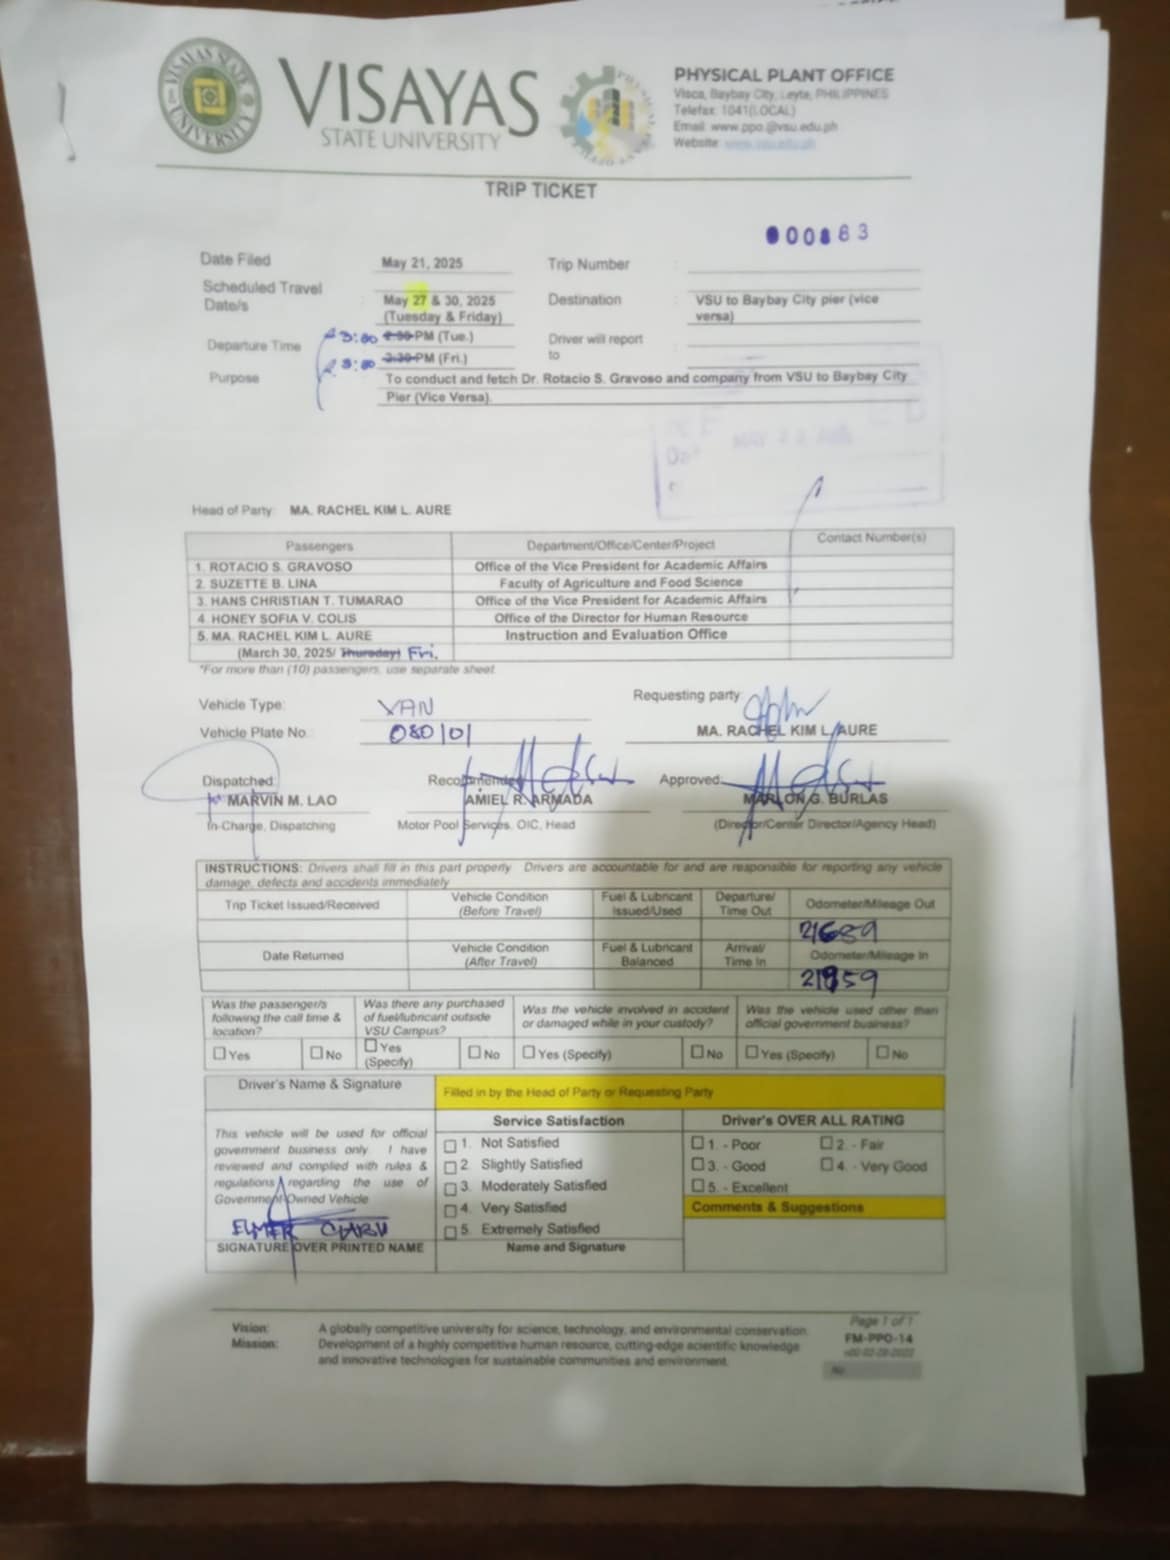 VISAYAS STATE UNIVERSITY
VISAYAS
STATE UNIVERSITY
PHYSICAL PLANT OFFICE
Visca, Baybay City, Leyte, PHILIPPINES
Telefax: 1041(LOCAL)
Email: www.ppo.@vsu.edu.ph
Website: www.vsu.edu.ph
TRIP TICKET
000863
Date Filed May 21, 2025 Trip Number :
Scheduled Travel Date/s : May 27 & 30, 2025 (Tuesday & Friday) Destination : VSU to Baybay City pier (vice versa)
Departure Time 3:00 PM (Tue.) Driver will report to :
3:00 2:30 PM (Fri.)
Purpose To conduct and fetch Dr. Rotacio S. Gravoso and company from VSU to Baybay City
Pier (Vice Versa).
Head of Party: MA. RACHEL KIM L. AURE
Passengers Department/Office/Center/Project Contact Number(s)
1. ROTACIO S. GRAVOSO Office of the Vice President for Academic Affairs
2. SUZETTE B. LINA Faculty of Agriculture and Food Science
3. HANS CHRISTIAN T. TUMARAO Office of the Vice President for Academic Affairs
4. HONEY SOFIA V. COLIS Office of the Director for Human Resource
5. MA. RACHEL KIM L. AURE Instruction and Evaluation Office
(March 30, 2025/ Thursday) Fri.
*For more than (10) passengers, use separate sheet
Vehicle Type: VAN Requesting party:
Vehicle Plate No.: 080101 MA. RACHEL KIM L. AURE
Dispatched: Recommended: Approved:
MARVIN M. LAO AMIEL R. ARMADA MARLON G. BURLAS
In-Charge, Dispatching Motor Pool Services, OIC, Head (Director/Center Director/Agency Head)
INSTRUCTIONS: Drivers shall fill in this part properly Drivers are accountable for and are responsible for reporting any vehicle
damage, defects and accidents immediately
Trip Ticket Issued/Received Vehicle Condition (Before Travel) Fuel & Lubricant Issued/Used Departure/ Time Out Odometer/Mileage Out
21689
Date Returned Vehicle Condition (After Travel) Fuel & Lubricant Balanced Arrival/ Time In Odometer/Mileage In
21859
Was the passenger/s following the call time & location? Was there any purchased of fuel/lubricant outside VSU Campus? Was the vehicle involved in accident or damaged while in your custody? Was the vehicle used other than official government business?
☐ Yes ☐ No ☐ Yes (Specify) ☐ No ☐ Yes (Specify) ☐ No ☐ Yes (Specify) ☐ No
Driver's Name & Signature Filled in by the Head of Party or Requesting Party
Service Satisfaction Driver's OVER ALL RATING
This vehicle will be used for official
government business only. I have
reviewed and complied with rules &
regulations regarding the use of
Government-Owned Vehicle
☐ 1. Not Satisfied
☐ 2. Slightly Satisfied
☐ 3. Moderately Satisfied
☐ 4. Very Satisfied
☐ 5. Extremely Satisfied
☐ 1. - Poor ☐ 2. - Fair
☐ 3. - Good ☐ 4. - Very Good
☐ 5. - Excellent
Comments & Suggestions
ELMER
SIGNATURE OVER PRINTED NAME Name and Signature
Vision: A globally competitive university for science, technology, and environmental conservation.
Mission: Development of a highly competitive human resource, cutting-edge scientific knowledge
and innovative technologies for sustainable communities and environment.
Page 1 of 1
FM-PPO-14
No.